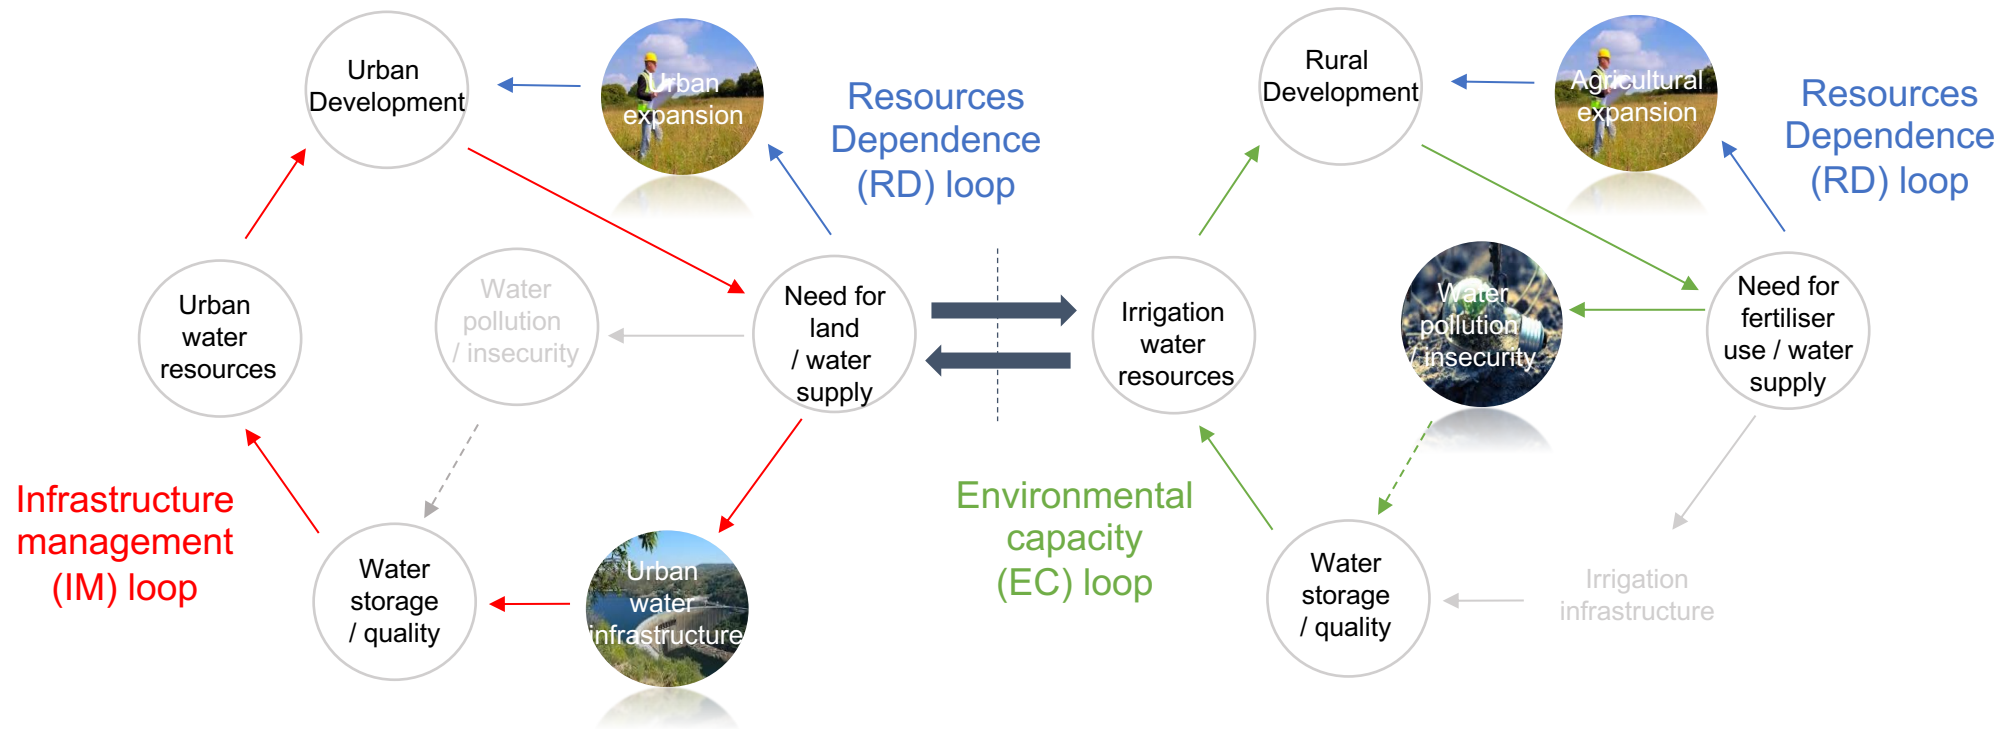 Urban
Development
Urban
expansion
Resources
Dependence
(RD) loop
Urban
water
resources
Water
pollution
/ insecurity
Need for
land
/ water
supply
Infrastructure
management
(IM) loop
Water
storage
/ quality
Urban
water
infrastructure
Rural
Development
Agricultural
expansion
Resources
Dependence
(RD) loop
Irrigation
water
resources
Water
pollution
/ insecurity
Need for
fertiliser
use / water
supply
Environmental
capacity
(EC) loop
Water
storage
/ quality
Irrigation
infrastructure